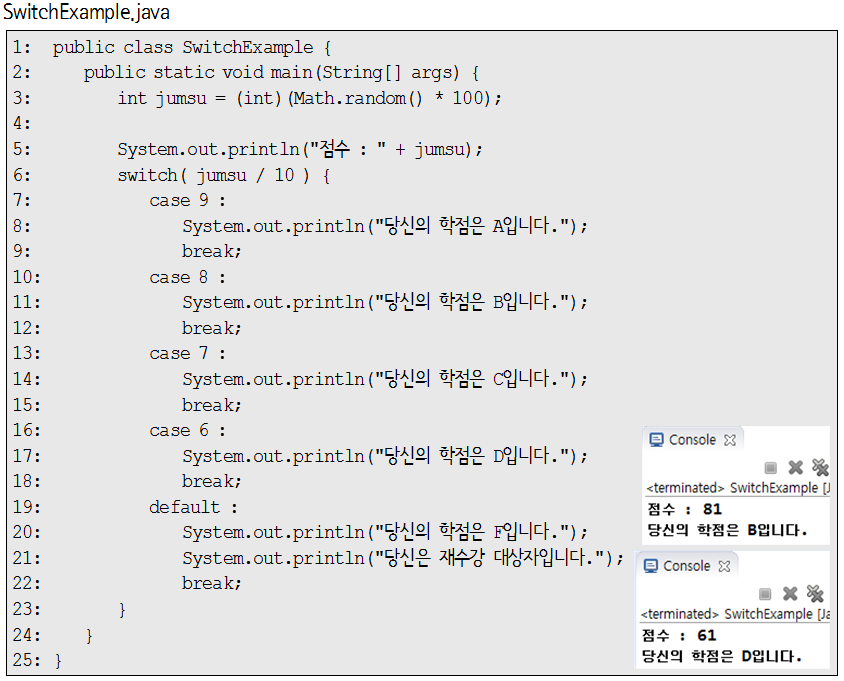 SwitchExample.java
1: public class SwitchExample {
2: public static void main(String[] args) {
3: int jumsu = (int)(Math.random() * 100);
4:
5: System.out.println("점수 : " + jumsu);
6: switch( jumsu / 10 ) {
7: case 9 :
8: System.out.println("당신의 학점은 A입니다.");
9: break;
10: case 8 :
11: System.out.println("당신의 학점은 B입니다.");
12: break;
13: case 7 :
14: System.out.println("당신의 학점은 C입니다.");
15: break;
16: case 6 :
17: System.out.println("당신의 학점은 D입니다.");
18: break;
19: default :
20: System.out.println("당신의 학점은 F입니다.");
21: System.out.println("당신은 재수강 대상자입니다.");
22: break;
23: }
24: }
25: }
Console
<terminated> SwitchExample [J
점수 : 81
당신의 학점은 B입니다.
Console
<terminated> SwitchExample [Ja
점수 : 61
당신의 학점은 D입니다.